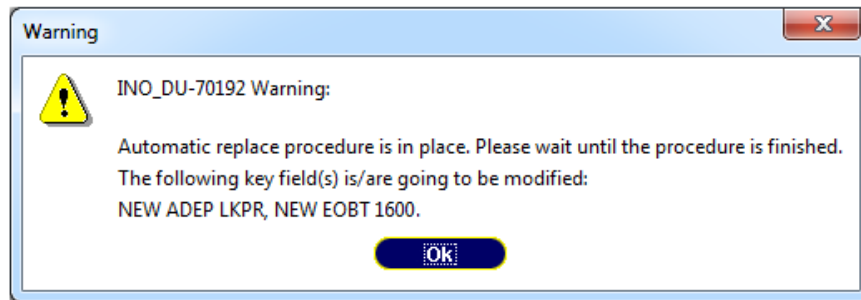 Warning
INO_DU-70192 Warning:
Automatic replace procedure is in place. Please wait until the procedure is finished.
The following key field(s) is/are going to be modified:
NEW ADEP LKPR, NEW EOBT 1600.
Ok